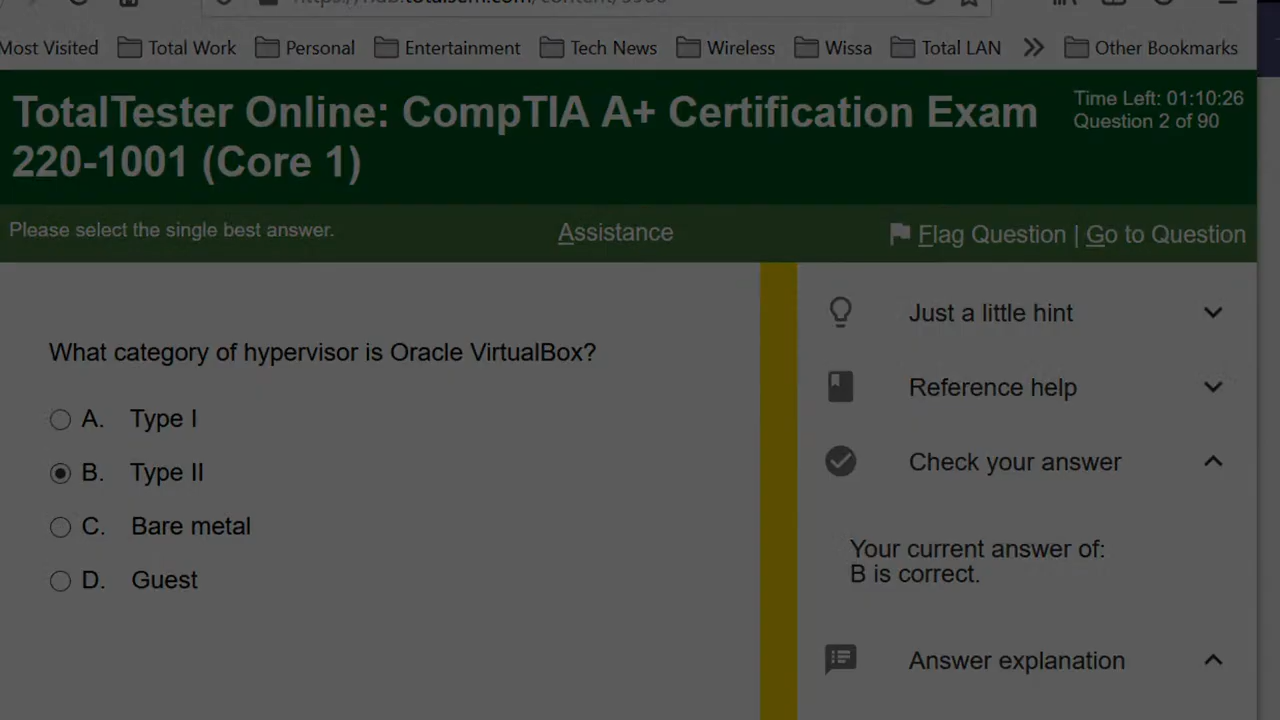 Most Visited Total Work Personal Entertainment Tech News Wireless Wissa Total LAN Other Bookmarks
TotalTester Online: CompTIA A+ Certification Exam
220-1001 (Core 1)
Time Left: 01:10:26
Question 2 of 90
Please select the single best answer.
Assistance
Flag Question | Go to Question
What category of hypervisor is Oracle VirtualBox?
A. Type I
B. Type II
C. Bare metal
D. Guest
Just a little hint
Reference help
Check your answer
Your current answer of:
B is correct.
Answer explanation